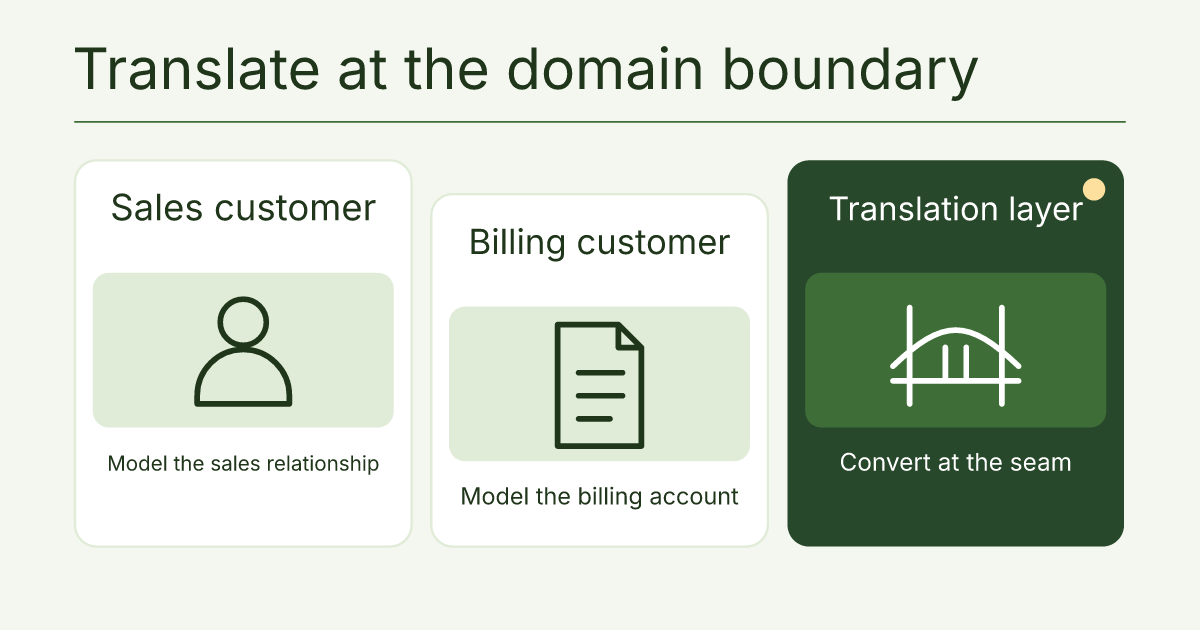 Translate at the domain boundary
Sales customer
Model the sales relationship
Billing customer
Model the billing account
Translation layer
Convert at the seam